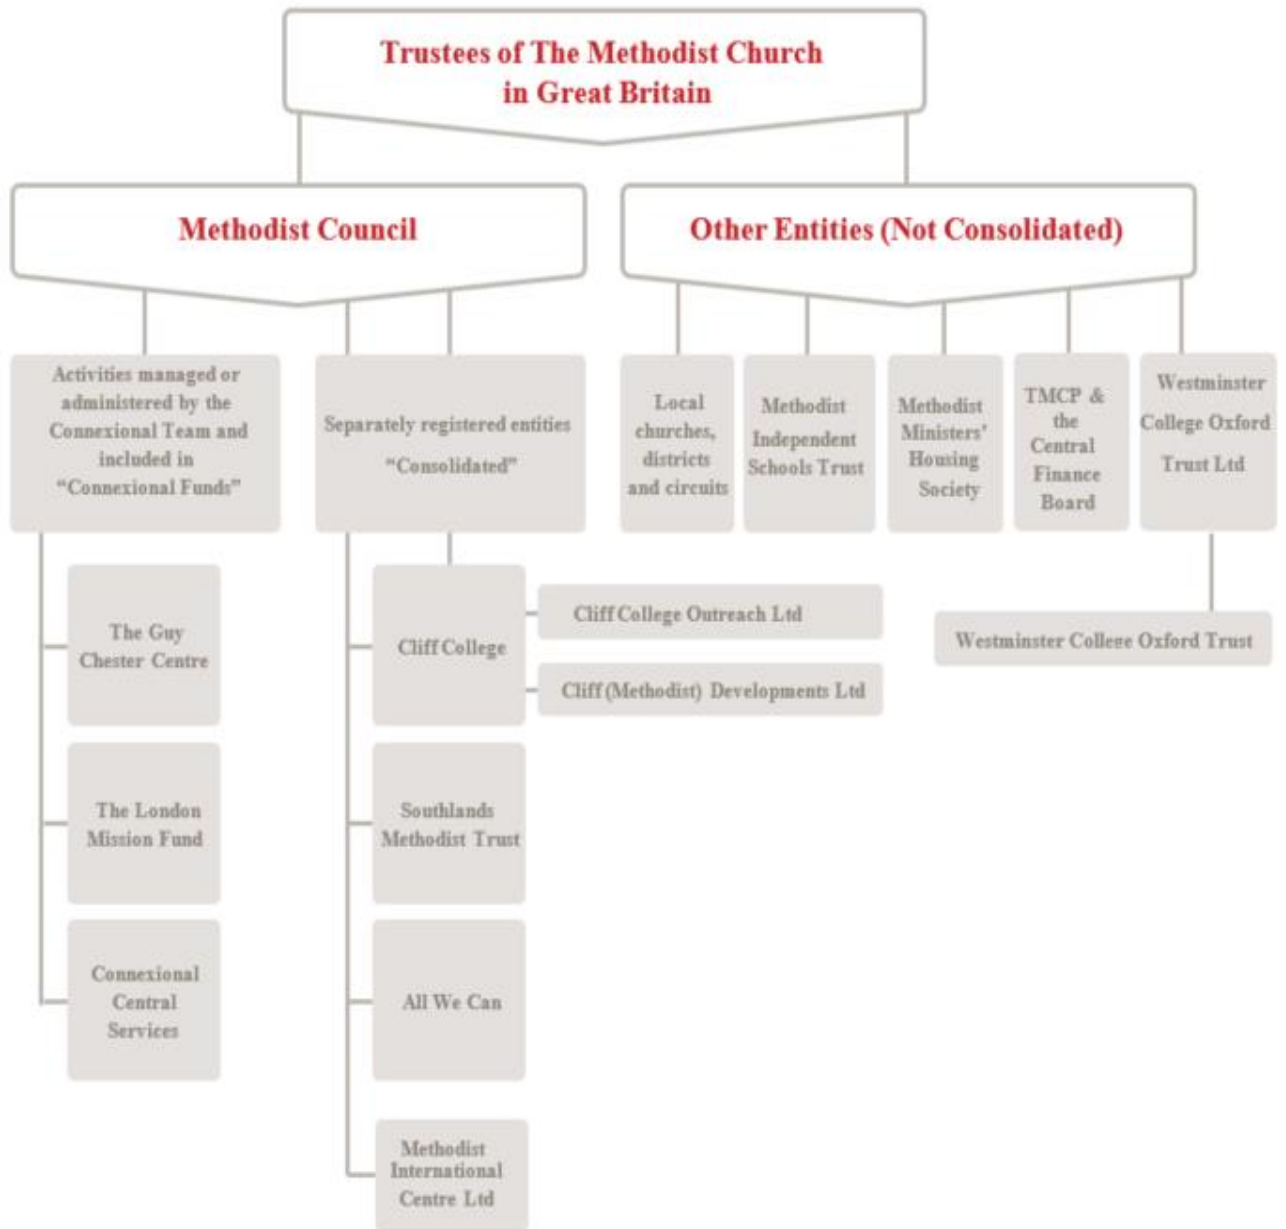 Trustees of The Methodist Church
in Great Britain
Methodist Council
Other Entities (Not Consolidated)
Activities managed or
administered by the
Connexional Team and
included in
“Connexional Funds”
Separately registered entities
“Consolidated”
Local
churches,
districts
and circuits
Methodist
Independent
Schools Trust
Methodist
Ministers’
Housing
Society
TMCP &
the
Central
Finance
Board
Westminster
College Oxford
Trust Ltd
The Guy
Chester Centre
Cliff College
Cliff College Outreach Ltd
Cliff (Methodist) Developments Ltd
Westminster College Oxford Trust
The London
Mission Fund
Southlands
Methodist Trust
Connexional
Central
Services
All We Can
Methodist
International
Centre Ltd